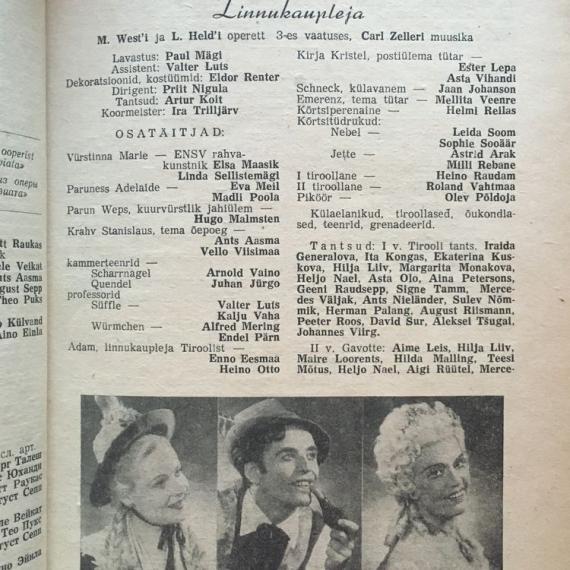 Linnukaupleja
M. West'i ja L. Held'i operett 3-es vaatuses, Carl Zelleri muusika
Lavastus: Paul Mägi
Assistent: Valter Luts
Dekoratsioonid, kostüümid: Eldor Renter
Dirigent: Priit Nigula
Tantsud: Artur Koit
Koormeister: Ira Trilljärv
OSATÄITJAD:
Vürstinna Marie — ENSV rahva-
kunstnik Elsa Maasik
Linda Sellistemägi
Paruness Adelaide — Eva Meil
Madli Poola
Parun Weps, kuurvürstlik jahiülem —
Hugo Malmsten
Krahv Stanislaus, tema õepoeg —
Ants Aasma
Vello Viisimaa
kammerteenrid —
Scharrnagel Arnold Vaino
Quendel Juhan Jürgo
professorid
Süffle — Valter Luts
Kalju Vaha
Würmchen — Alfred Mering
Endel Pärn
Adam, linnukaupleja Tiroolist —
Enno Eesmaa
Heino Otto
Kirja Kristel, postiülema tütar —
Ester Lepa
Asta Vihandi
Schneck, külavanem — Jaan Johanson
Emerenz, tema tütar — Mellita Veenre
Kõrtsiperenaine — Helmi Reilas
Kõrtsitüdrukud:
Nebel — Leida Soom
Sophie Sooäär
Jette — Astrid Arak
Milli Rebane
I tiroollane — Heino Raudam
II tiroollane — Roland Vahtmaa
Piköör — Olev Põldoja
Külaelanikud, tiroollased, õukondla-
sed, teenrid, grenaderid.
Tantsud: I v. Tirooli tants. Iraida
Generalova, Ita Kongas, Ekaterina Kus-
kova, Hilja Liiv, Margarita Monakova,
Heljo Nael, Asta Olo, Aina Petersons,
Geent Raudsepp, Signe Tamm, Merce-
des Väljak, Ants Nieländer, Sulev Nõm-
mik, Herman Palang, August Riismann,
Peeter Roos, David Sur, Aleksei Tšugai,
Johannes Viirg.
II v. Gavotte: Aime Leis, Hilja Liiv,
Maire Loorents, Hilda Malling, Teesi
Mõtus, Heljo Nael, Aigi Rüütel, Merce-